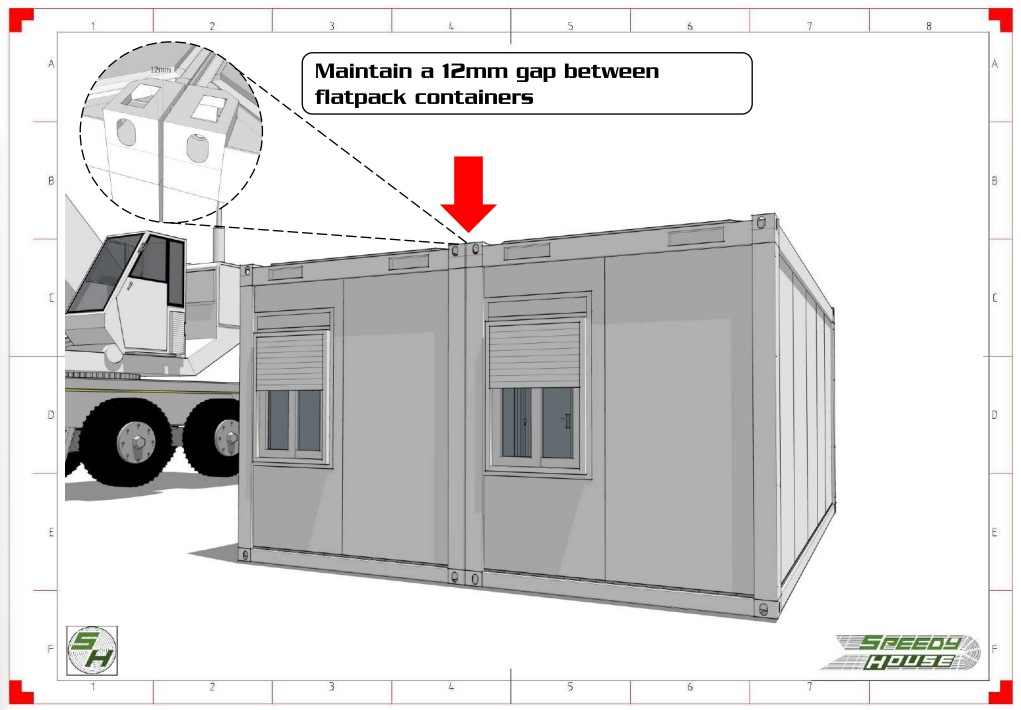 1 2 3 4 5 6 7 8
A A
12mm
Maintain a 12mm gap between
flatpack containers
B B
C C
D D
E E
F F
SH
SPEEDY
HOUSE
1 2 3 4 5 6 7